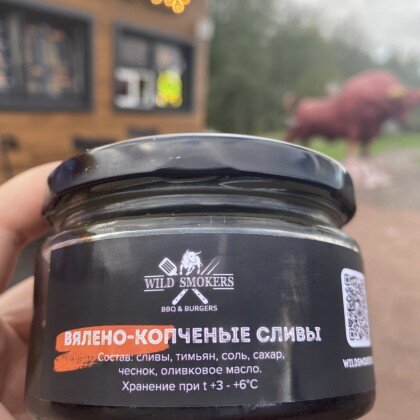 WILD SMOKERS
BBQ & BURGERS
ВЯЛЕНО-КОПЧЕНЫЕ СЛИВЫ
Состав: сливы, тимьян, соль, сахар,
чеснок, оливковое масло.
Хранение при t +3 - +6°C